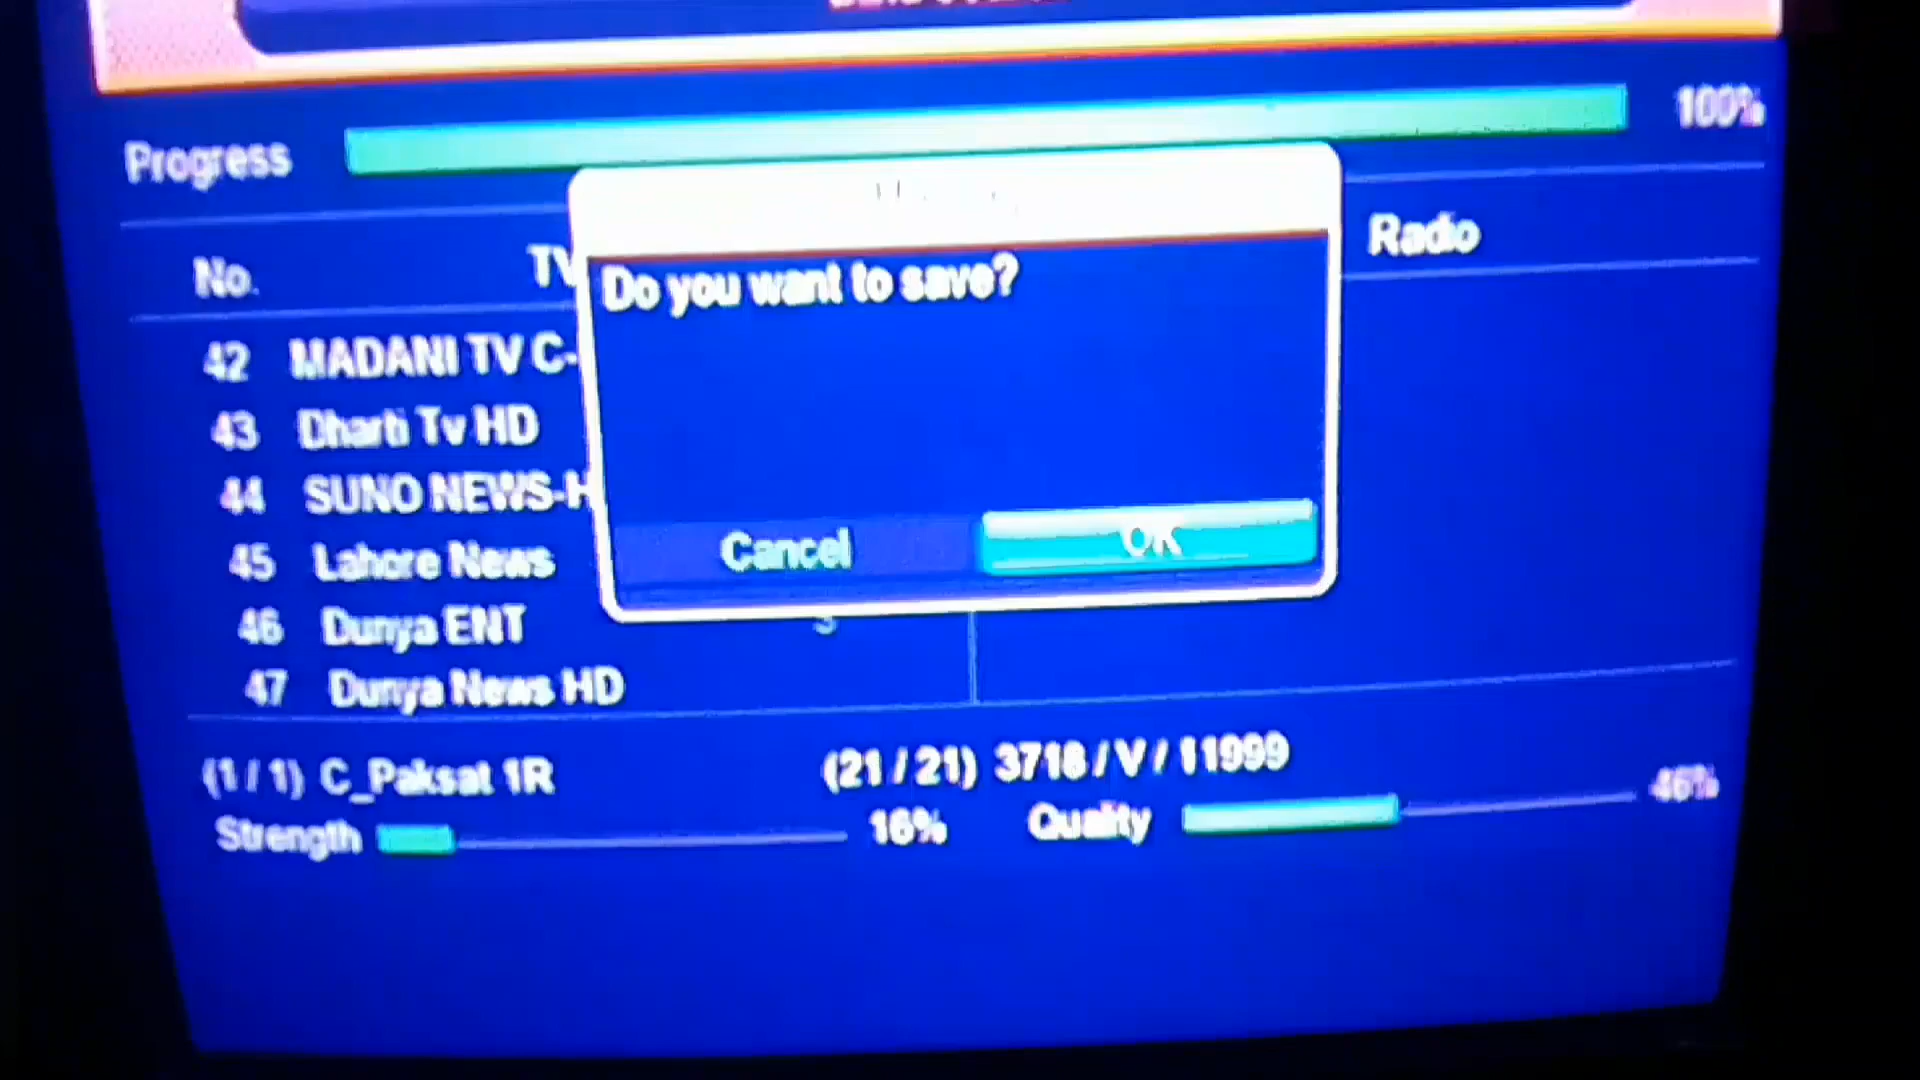 Progress 100%
No. TV Radio
Do you want to save?
42 MADANI TV C-
43 Dharti Tv HD
44 SUNO NEWS-H
45 Lahore News
46 Dunya ENT
47 Dunya News HD
Cancel OK
(1/1) C_Paksat 1R (21/21) 3718/V/11999
Strength 16% Quality 46%